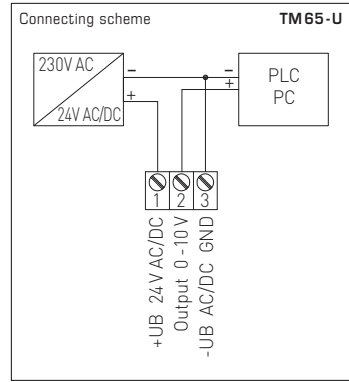 Connecting scheme TM65-U
230V AC
24V AC/DC
–
+
–
+
PLC
PC
1 2 3
+UB 24V AC/DC
Output 0-10V
-UB AC/DC GND